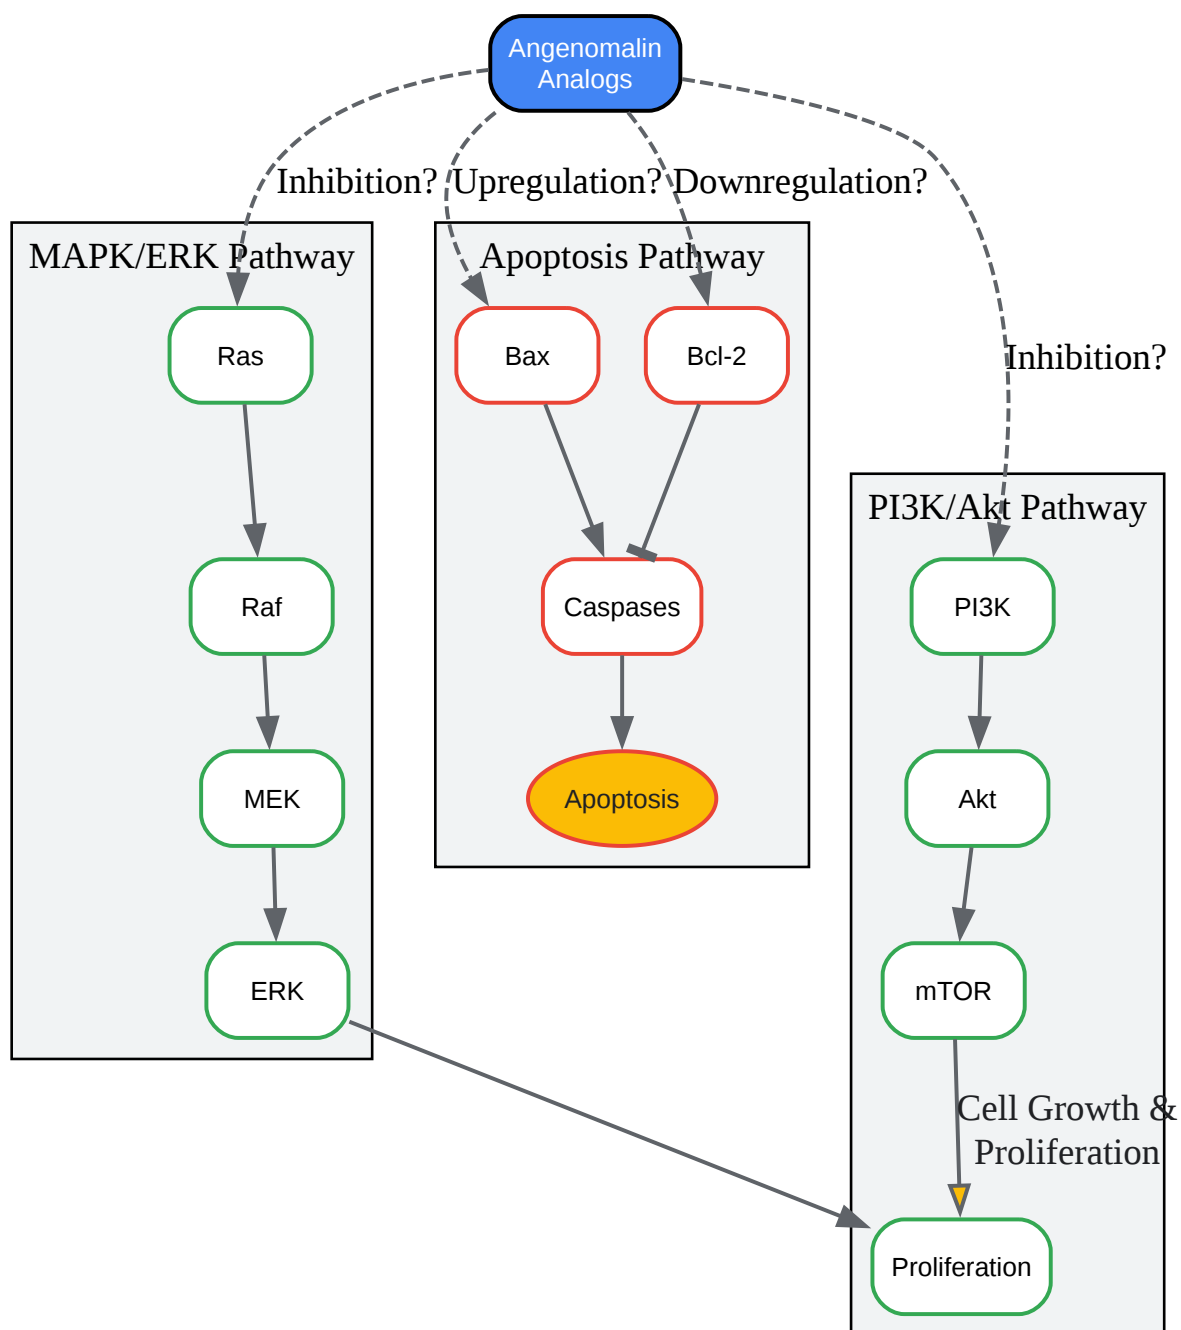 Angenomalin
Analogs
Inhibition?
Upregulation?
Downregulation?
MAPK/ERK Pathway
Apoptosis Pathway
Ras
Bax
Bcl-2
Inhibition?
PI3K/Akt Pathway
Raf
Caspases
PI3K
MEK
Apoptosis
Akt
ERK
mTOR
Cell Growth &
Proliferation
Proliferation